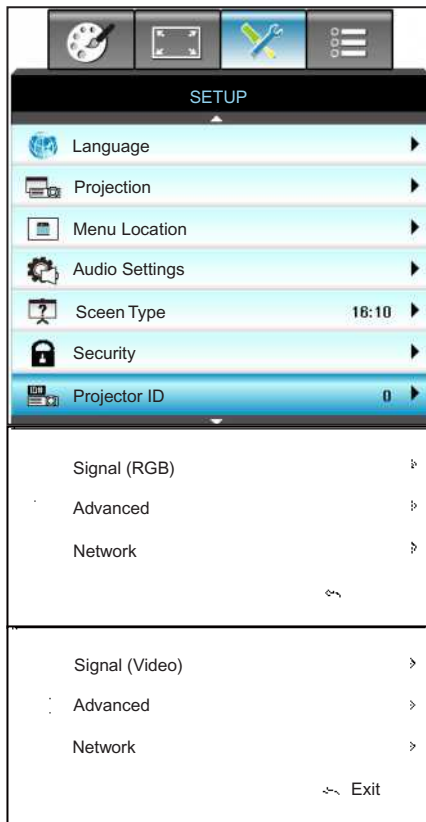 SETUP
Language
Projection
Menu Location
Audio Settings
Sceen Type 16:10
Security
Projector ID 0
Signal (RGB)
Advanced
Network
Signal (Video)
Advanced
Network
Exit